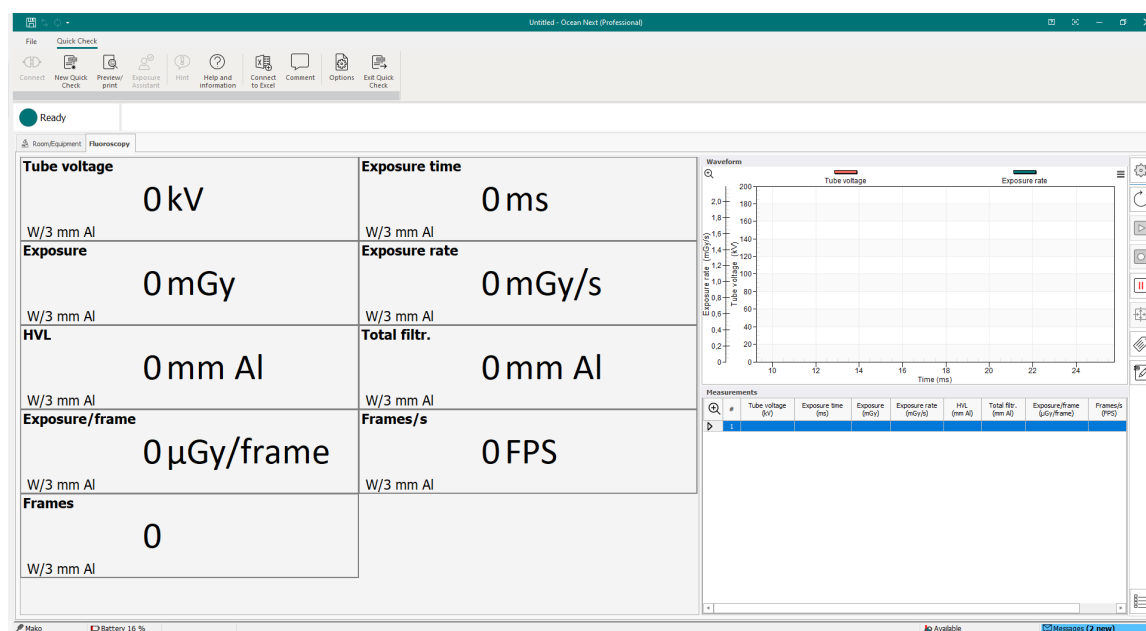 Untitled - Ocean Next (Professional)
File Quick Check
Connect New Quick Check Preview/ print Exposure Assistant Hint Help and information Connect to Excel Comment Options Exit Quick Check
Ready
Room/Equipment Fluoroscopy
Tube voltage
0 kV
W/3 mm Al
Exposure time
0 ms
W/3 mm Al
Exposure
0 mGy
W/3 mm Al
Exposure rate
0 mGy/s
W/3 mm Al
HVL
0 mm Al
W/3 mm Al
Total filtr.
0 mm Al
W/3 mm Al
Exposure/frame
0 µGy/frame
W/3 mm Al
Frames/s
0 FPS
W/3 mm Al
Frames
0
W/3 mm Al
Waveform
Tube voltage Exposure rate
Exposure rate (mGy/s)
2,0
1,8
1,6
1,4
1,2
1,0
0,8
0,6
0,4
0,2
0
Tube voltage (kV)
200
180
160
140
120
100
80
60
40
20
0
10 12 14 16 18 20 22 24
Time (ms)
Measurements
# Tube voltage (kV) Exposure time (ms) Exposure (mGy) Exposure rate (mGy/s) HVL (mm Al) Total filtr. (mm Al) Exposure/frame (µGy/frame) Frames/s (FPS)
1
Mako Battery 16 % Available Messages (2 new)